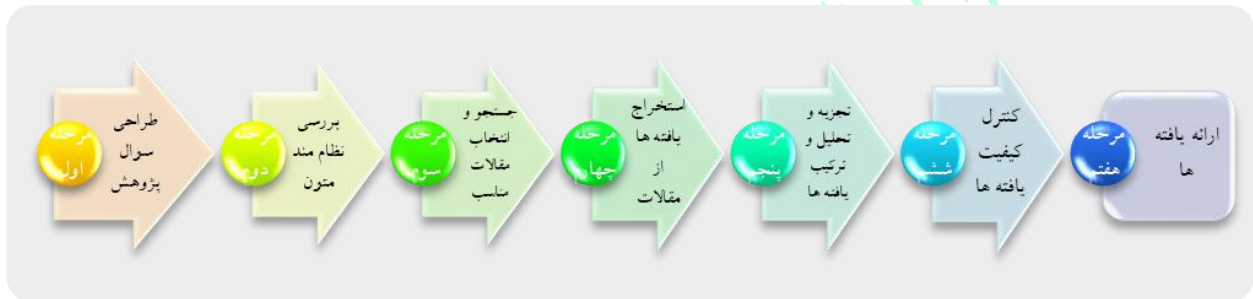 مرحله
اول
طراحی
سوال
پژوهش
مرحله
دوم
بررسی
نظام مند
متون
مرحله
سوم
جستجو و
انتخاب
مقالات
مناسب
مرحله
چهارم
استخراج
یافته ها
از
مقالات
مرحله
پنجم
تجزیه و
تحلیل و
ترکیب
یافته ها
مرحله
ششم
کنترل
کیفیت
یافته ها
مرحله
هفتم
ارائه یافته
ها